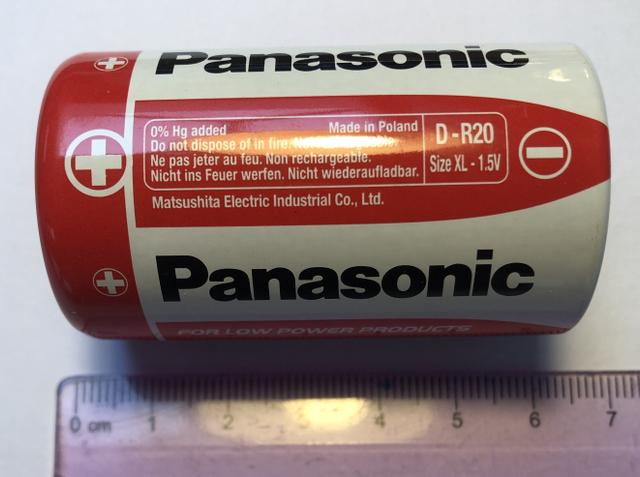 Panasonic
0% Hg added Made in Poland
Do not dispose of in fire.
Ne pas jeter au feu. Non rechargeable.
Nicht ins Feuer werfen. Nicht wiederaufladbar.
D-R20
Size XL - 1.5V
Matsushita Electric Industrial Co., Ltd.
Panasonic
FOR LOW POWER PRODUCTS
0 cm 1 2 3 4 5 6 7